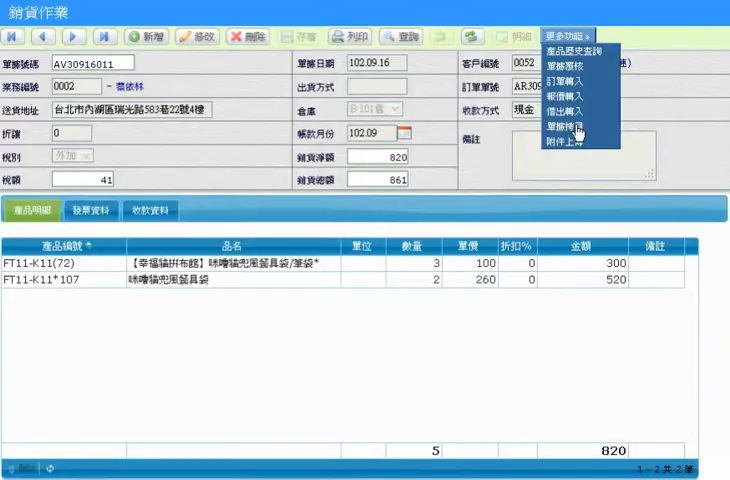 銷貨作業
新增 修改 刪除 存檔 列印 查詢 明細 更多功能»
單據號碼 AV30916011 單據日期 102.09.16 客戶編號 0052
產品歷史查詢
單據覆核
業務編號 0002 - 蔡依林 出貨方式 訂單單號 AR309
訂單轉入
報價轉入
送貨地址 台北市內湖區瑞光路583巷22號4樓 倉庫 B101倉 收款方式 現金
借出轉入
單據
折讓 0 帳款月份 102.09 備註
附件上傳
稅別 外加 銷貨淨額 820
稅額 41 銷貨總額 861
產品明細 發票資料 收款資料
產品編號 品名 單位 數量 單價 折扣% 金額 備註
FT11-K11(72) 【幸福貓拼布館】咪嚕貓兜風餐具袋/筆袋* 3 100 0 300
FT11-K11*107 咪嚕貓兜風餐具袋 2 260 0 520
5 820
1 - 2 共 2 筆